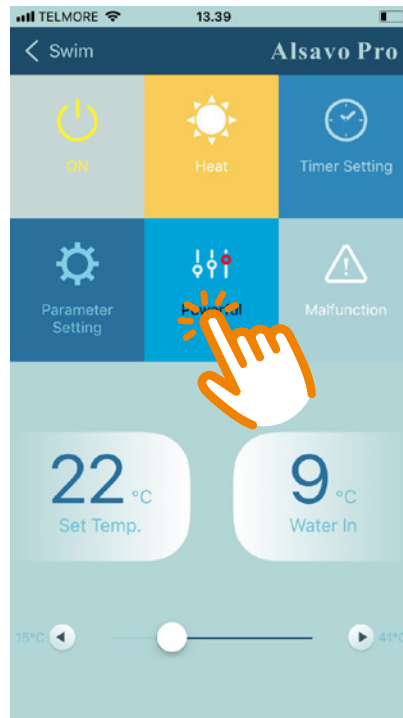 TELMORE 13.39
Swim Alsavo Pro
ON Heat Timer Setting
Parameter Setting Powerful Malfunction
22 °C 9 °C
Set Temp. Water In
15°C 41°C